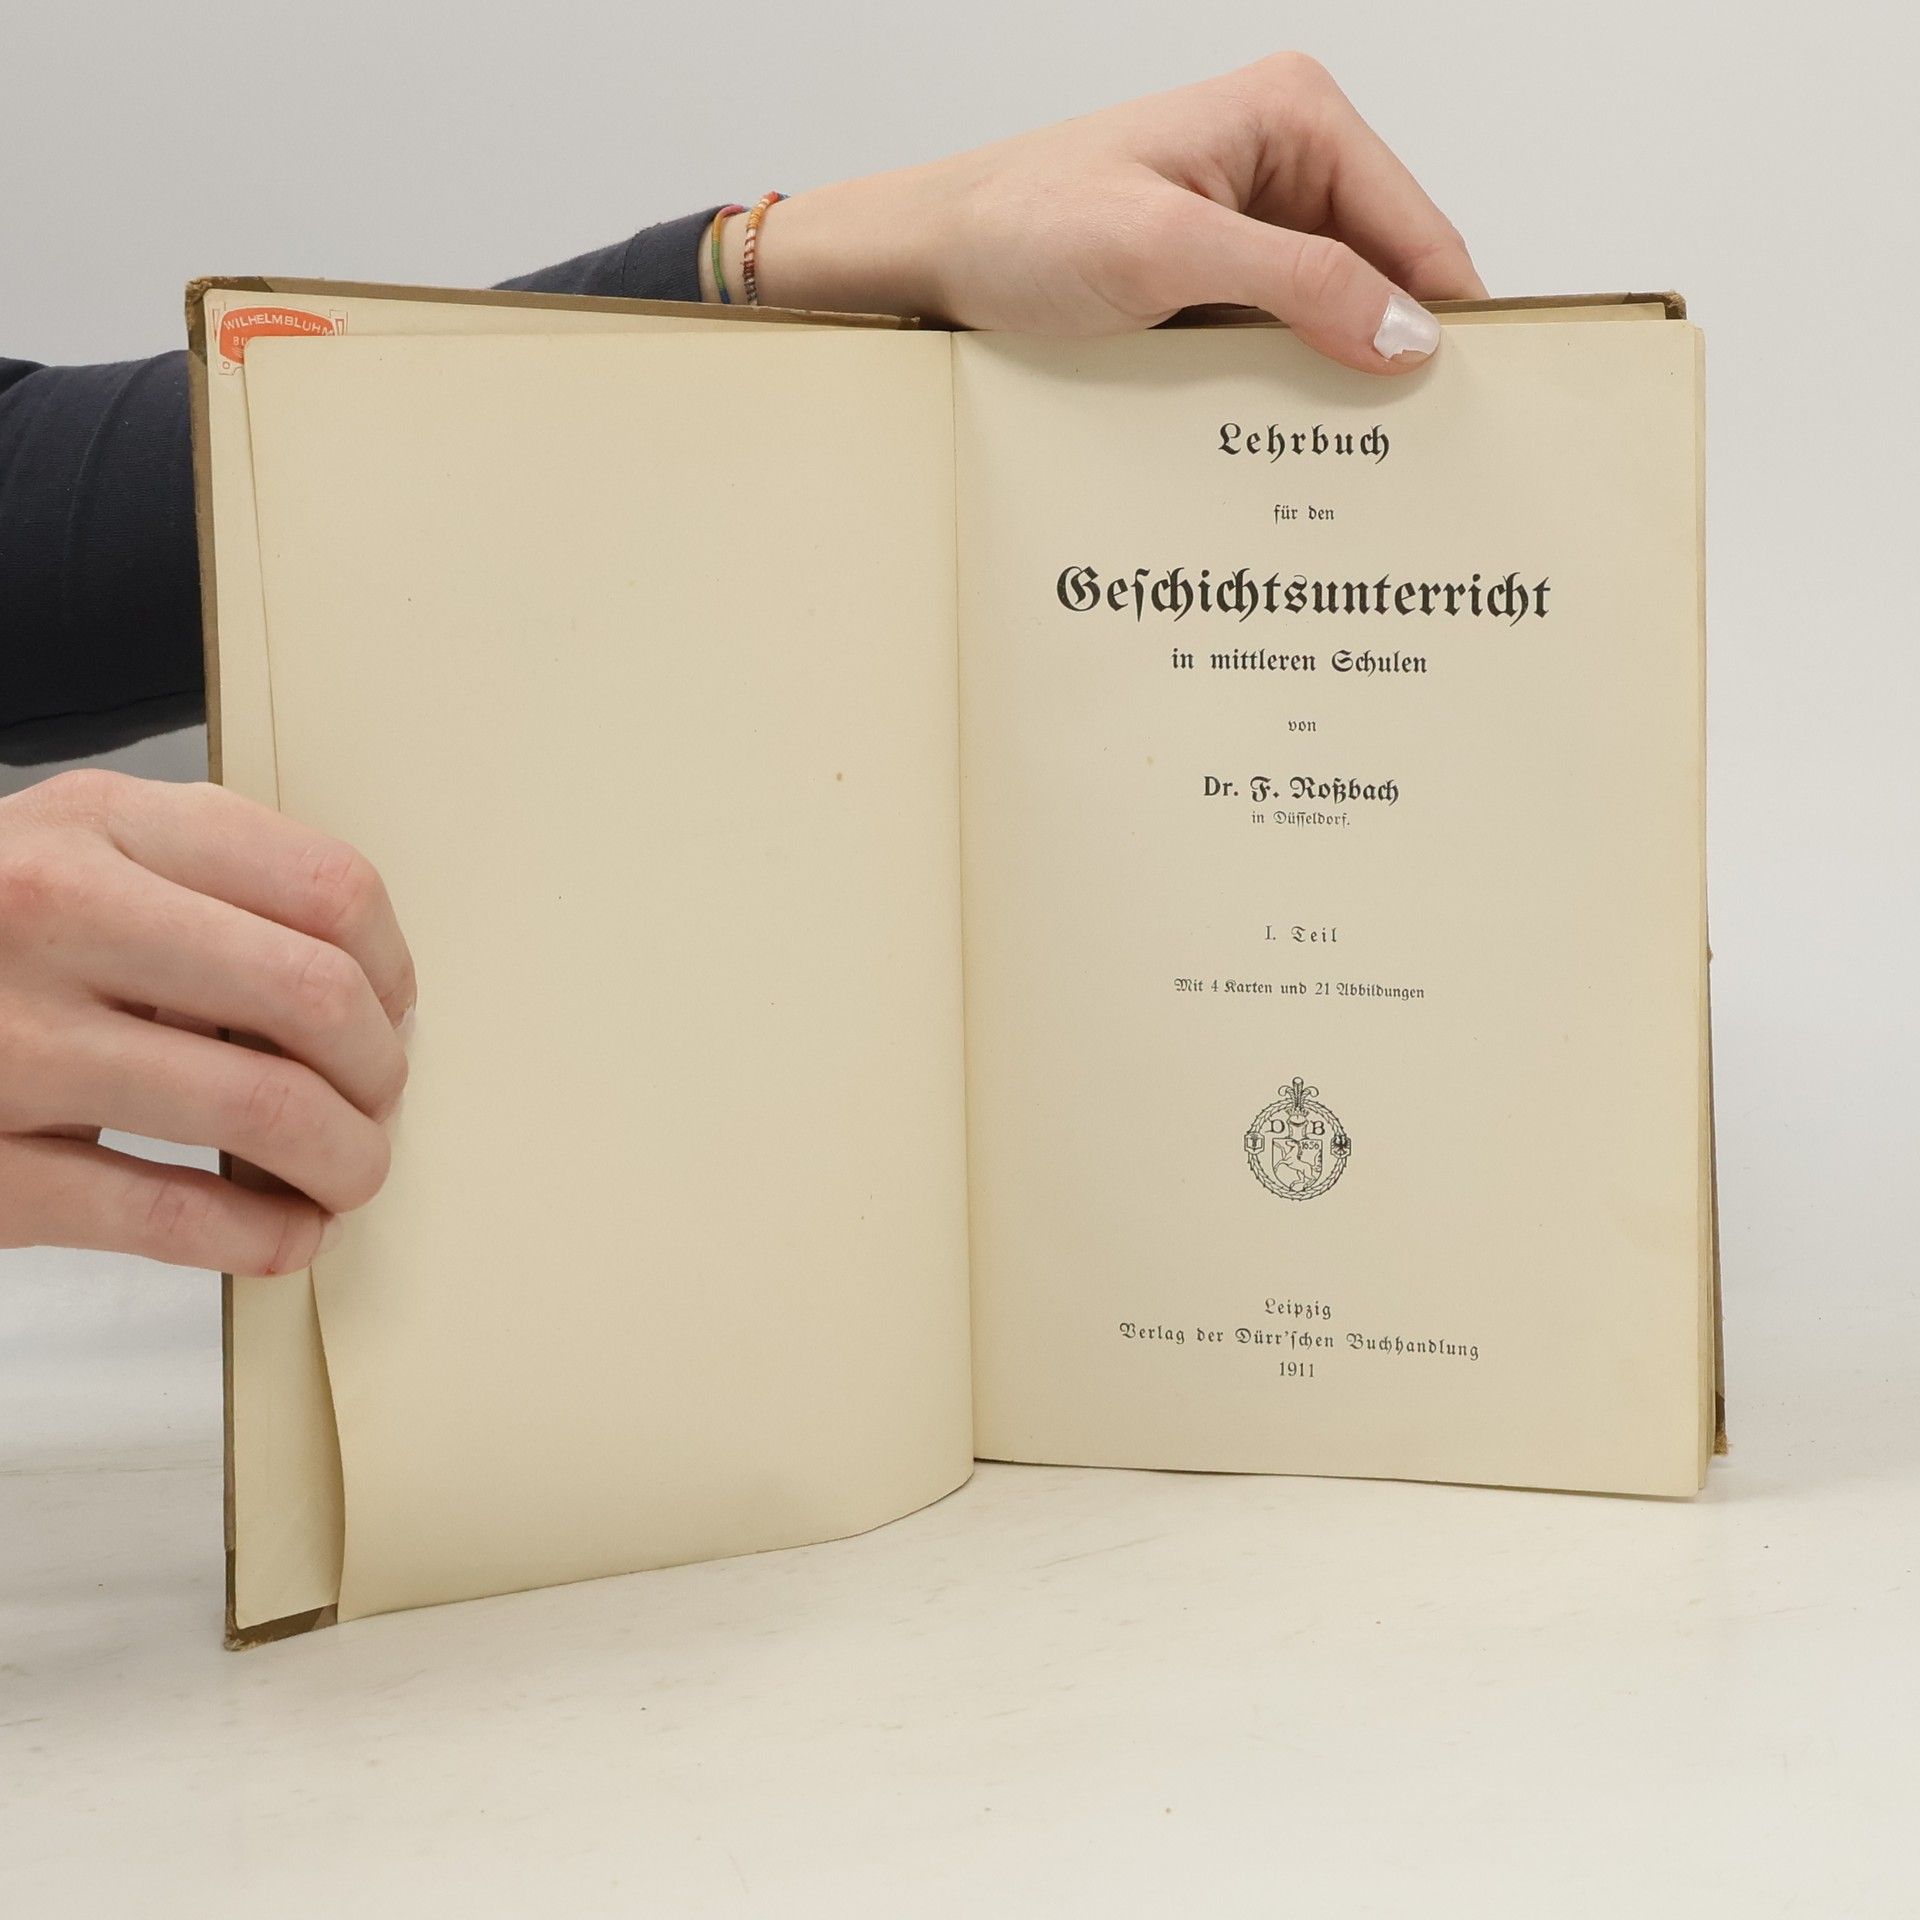 WILHELM BLUHM
Lehrbuch
für den
Geſchichtsunterricht
in mittleren Schulen
von
Dr. F. Roßbach
in Düſſeldorf.
I. Teil
Mit 4 Karten und 21 Abbildungen
D B
1656
Leipzig
Verlag der Dürr'ſchen Buchhandlung
1911